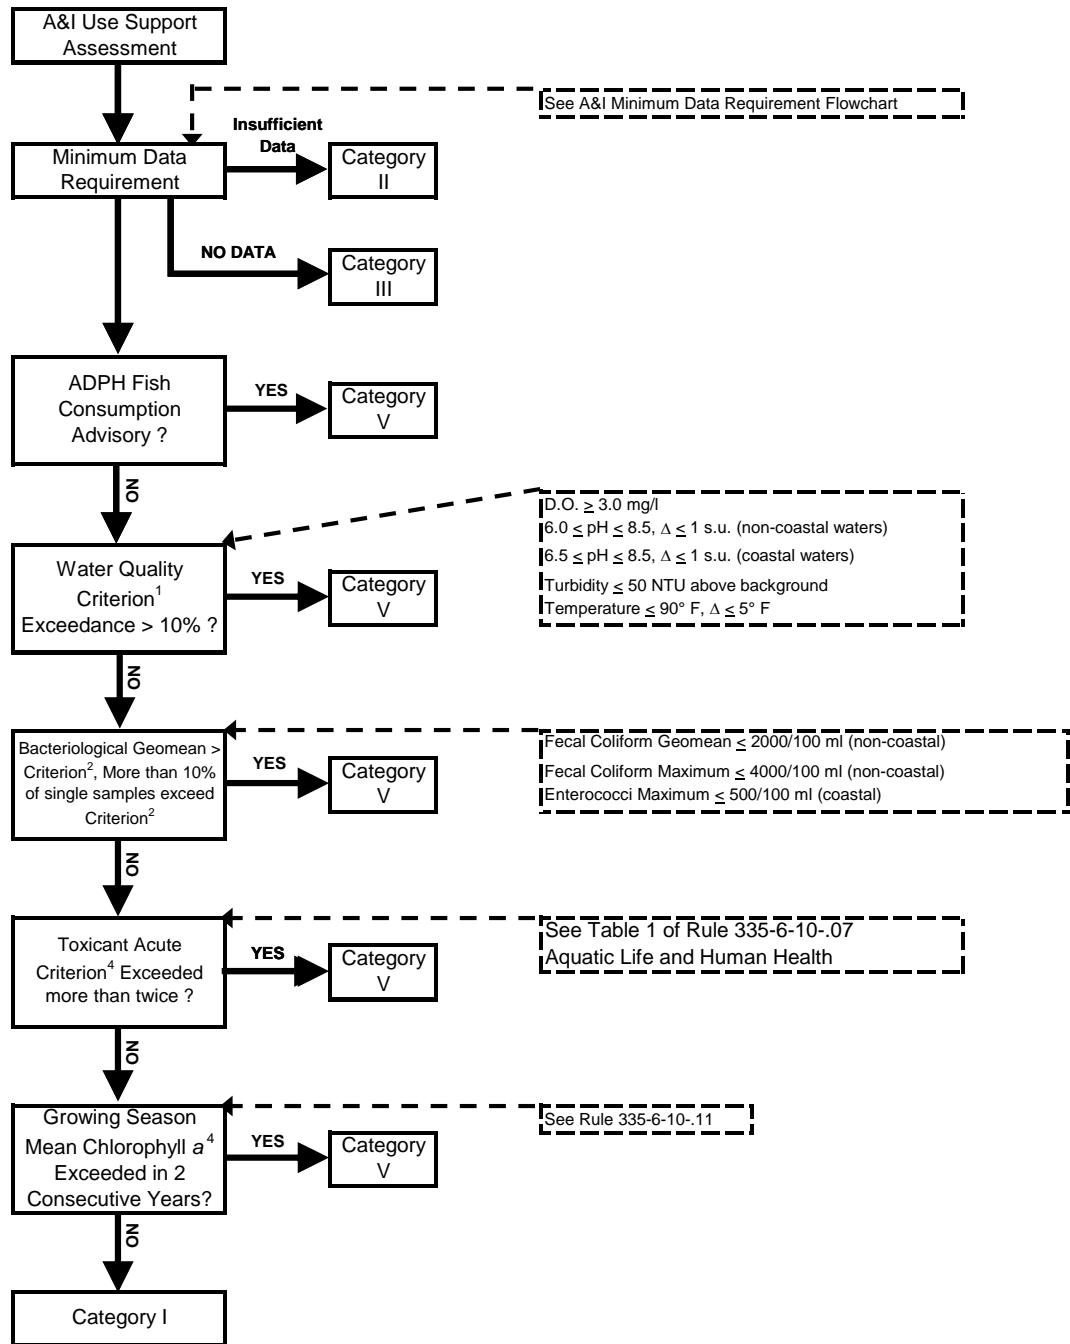 A&I Use Support
Assessment
See A&I Minimum Data Requirement Flowchart
Insufficient
Data
Minimum Data
Requirement
Category
II
NO DATA
Category
III
ADPH Fish
Consumption
Advisory ?
YES
Category
V
NO
D.O. ≥ 3.0 mg/l
6.0 ≤ pH ≤ 8.5, Δ ≤ 1 s.u. (non-coastal waters)
6.5 ≤ pH ≤ 8.5, Δ ≤ 1 s.u. (coastal waters)
Turbidity ≤ 50 NTU above background
Temperature ≤ 90° F, Δ ≤ 5° F
Water Quality
Criterion¹
Exceedance > 10% ?
YES
Category
V
NO
Bacteriological Geomean >
Criterion², More than 10%
of single samples exceed
Criterion²
YES
Category
V
Fecal Coliform Geomean ≤ 2000/100 ml (non-coastal)
Fecal Coliform Maximum ≤ 4000/100 ml (non-coastal)
Enterococci Maximum ≤ 500/100 ml (coastal)
NO
Toxicant Acute
Criterion⁴ Exceeded
more than twice ?
YES
Category
V
See Table 1 of Rule 335-6-10-.07
Aquatic Life and Human Health
NO
Growing Season
Mean Chlorophyll a⁴
Exceeded in 2
Consecutive Years?
YES
Category
V
See Rule 335-6-10-.11
NO
Category I